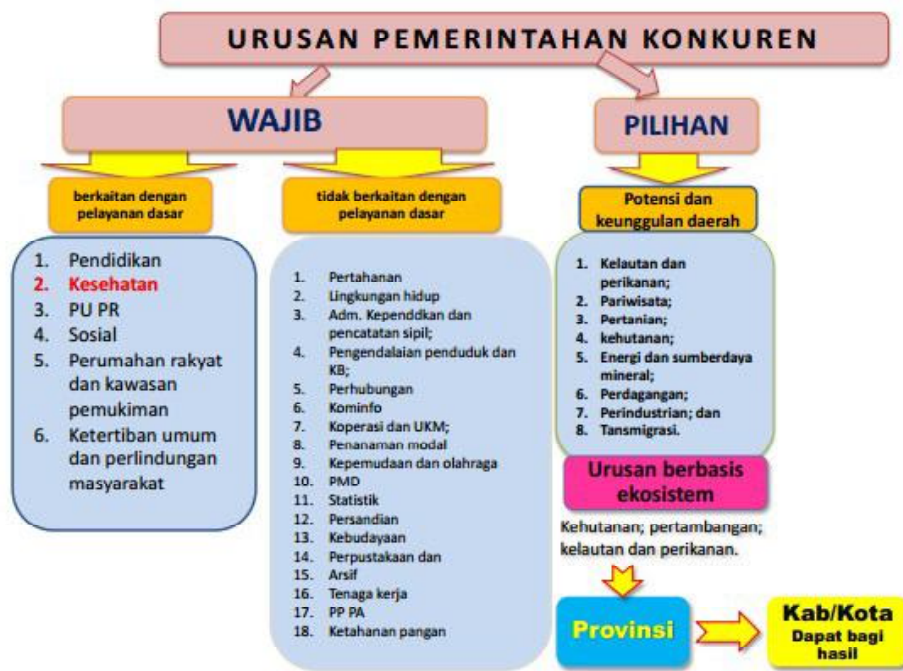 URUSAN PEMERINTAHAN KONKUREN
WAJIB
PILIHAN
berkaitan dengan
pelayanan dasar
tidak berkaitan dengan
pelayanan dasar
Potensi dan
keunggulan daerah
1. Pendidikan
2. Kesehatan
3. PU PR
4. Sosial
5. Perumahan rakyat
dan kawasan
pemukiman
6. Ketertiban umum
dan perlindungan
masyarakat
1. Pertahanan
2. Lingkungan hidup
3. Adm. Kependdkan dan
pencatatan sipil;
4. Pengendalaian penduduk dan
KB;
5. Perhubungan
6. Kominfo
7. Koperasi dan UKM;
8. Penanaman modal
9. Kepemudaan dan olahraga
10. PMD
11. Statistik
12. Persandian
13. Kebudayaan
14. Perpustakaan dan
15. Arsif
16. Tenaga kerja
17. PP PA
18. Ketahanan pangan
1. Kelautan dan
perikanan;
2. Pariwisata;
3. Pertanian;
4. kehutanan;
5. Energi dan sumberdaya
mineral;
6. Perdagangan;
7. Perindustrian; dan
8. Tansmigrasi.
Urusan berbasis
ekosistem
Kehutanan; pertambangan;
kelautan dan perikanan.
Provinsi
Kab/Kota
Dapat bagi
hasil